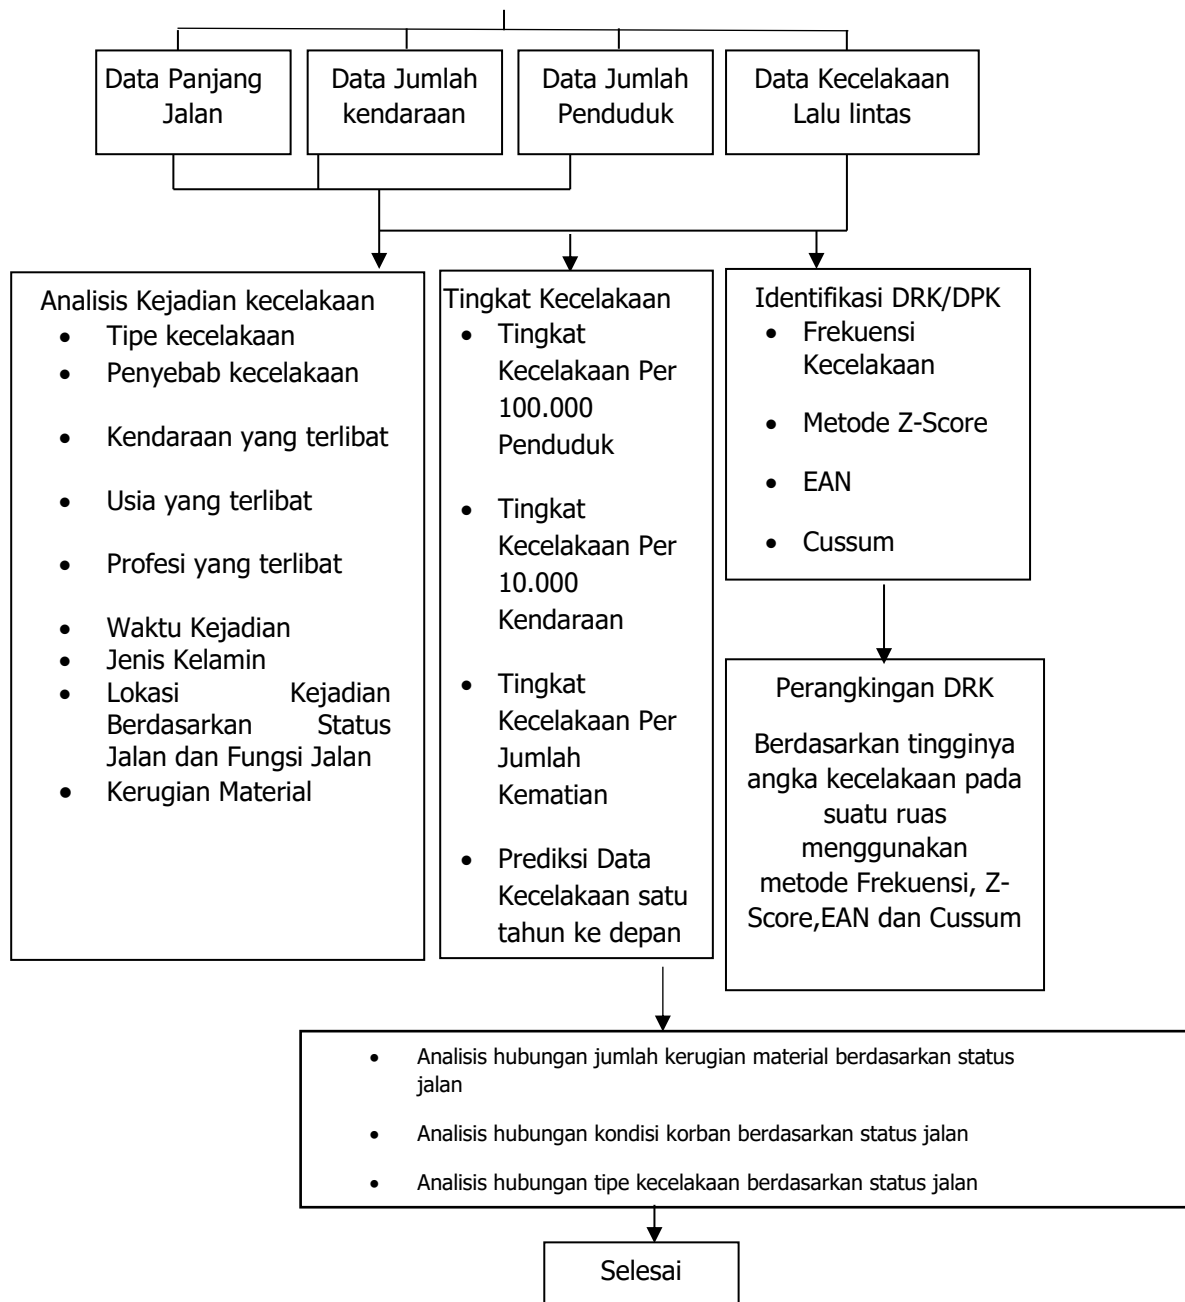 Data Panjang
Jalan
Data Jumlah
kendaraan
Data Jumlah
Penduduk
Data Kecelakaan
Lalu lintas
Analisis Kejadian kecelakaan
• Tipe kecelakaan
• Penyebab kecelakaan
• Kendaraan yang terlibat
• Usia yang terlibat
• Profesi yang terlibat
• Waktu Kejadian
• Jenis Kelamin
• Lokasi Kejadian
Berdasarkan Status
Jalan dan Fungsi Jalan
• Kerugian Material
Tingkat Kecelakaan
• Tingkat
Kecelakaan Per
100.000
Penduduk
• Tingkat
Kecelakaan Per
10.000
Kendaraan
• Tingkat
Kecelakaan Per
Jumlah
Kematian
• Prediksi Data
Kecelakaan satu
tahun ke depan
Identifikasi DRK/DPK
• Frekuensi
Kecelakaan
• Metode Z-Score
• EAN
• Cussum
Perangkingan DRK
Berdasarkan tingginya
angka kecelakaan pada
suatu ruas
menggunakan
metode Frekuensi, Z-
Score,EAN dan Cussum
• Analisis hubungan jumlah kerugian material berdasarkan status
jalan
• Analisis hubungan kondisi korban berdasarkan status jalan
• Analisis hubungan tipe kecelakaan berdasarkan status jalan
Selesai